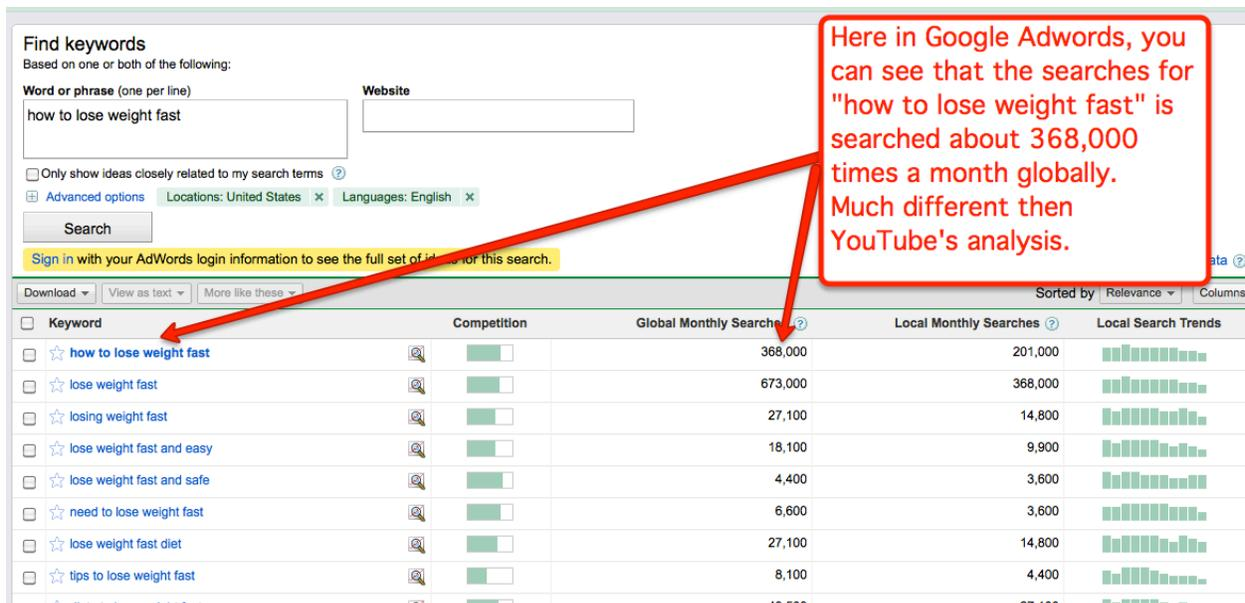 Find keywords
Based on one or both of the following:
Word or phrase (one per line)
Website
how to lose weight fast
Only show ideas closely related to my search terms ?
Advanced options Locations: United States × Languages: English ×
Search
Sign in with your AdWords login information to see the full set of ideas for this search.
Here in Google Adwords, you
can see that the searches for
"how to lose weight fast" is
searched about 368,000
times a month globally.
Much different then
YouTube's analysis.
Download View as text More like these Sorted by Relevance Columns
Keyword Competition Global Monthly Searches ? Local Monthly Searches ? Local Search Trends
how to lose weight fast 368,000 201,000
lose weight fast 673,000 368,000
losing weight fast 27,100 14,800
lose weight fast and easy 18,100 9,900
lose weight fast and safe 4,400 3,600
need to lose weight fast 6,600 3,600
lose weight fast diet 27,100 14,800
tips to lose weight fast 8,100 4,400